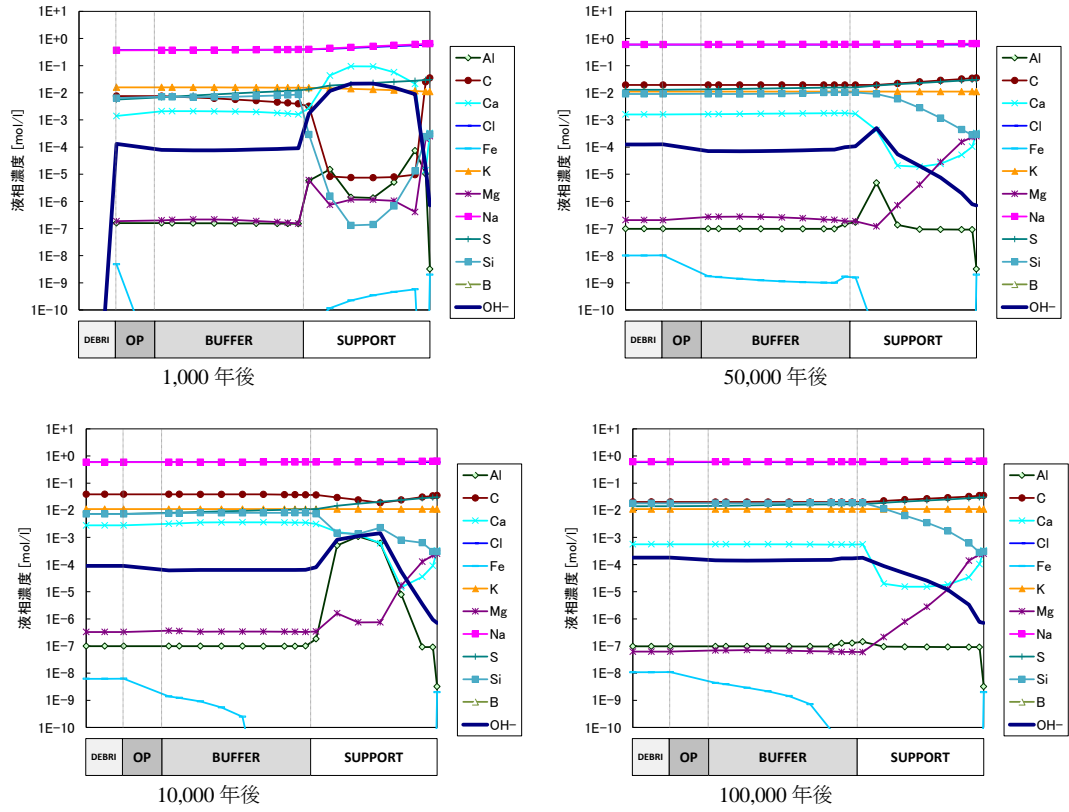 1E+1
1E+0
1E-1
1E-2
1E-3
1E-4
1E-5
1E-6
1E-7
1E-8
1E-9
1E-10
液相濃度 [mol/l]
Al
C
Ca
Cl
Fe
K
Mg
Na
S
Si
B
OH-
DEBRI OP BUFFER SUPPORT
1,000 年後
1E+1
1E+0
1E-1
1E-2
1E-3
1E-4
1E-5
1E-6
1E-7
1E-8
1E-9
1E-10
液相濃度 [mol/l]
Al
C
Ca
Cl
Fe
K
Mg
Na
S
Si
B
OH-
DEBRI OP BUFFER SUPPORT
50,000 年後
1E+1
1E+0
1E-1
1E-2
1E-3
1E-4
1E-5
1E-6
1E-7
1E-8
1E-9
1E-10
液相濃度 [mol/l]
Al
C
Ca
Cl
Fe
K
Mg
Na
S
Si
B
OH-
DEBRI OP BUFFER SUPPORT
10,000 年後
1E+1
1E+0
1E-1
1E-2
1E-3
1E-4
1E-5
1E-6
1E-7
1E-8
1E-9
1E-10
液相濃度 [mol/l]
Al
C
Ca
Cl
Fe
K
Mg
Na
S
Si
B
OH-
DEBRI OP BUFFER SUPPORT
100,000 年後